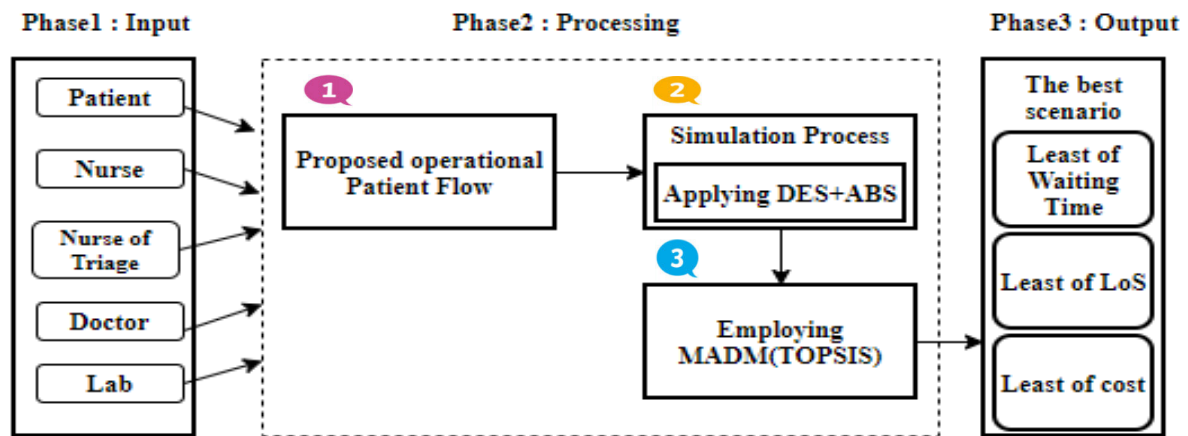 Phase1 : Input
Phase2 : Processing
Phase3 : Output
Patient
Nurse
Nurse of
Triage
Doctor
Lab
1
Proposed operational
Patient Flow
2
Simulation Process
Applying DES+ABS
3
Employing
MADM(TOPSIS)
The best
scenario
Least of
Waiting
Time
Least of LoS
Least of cost